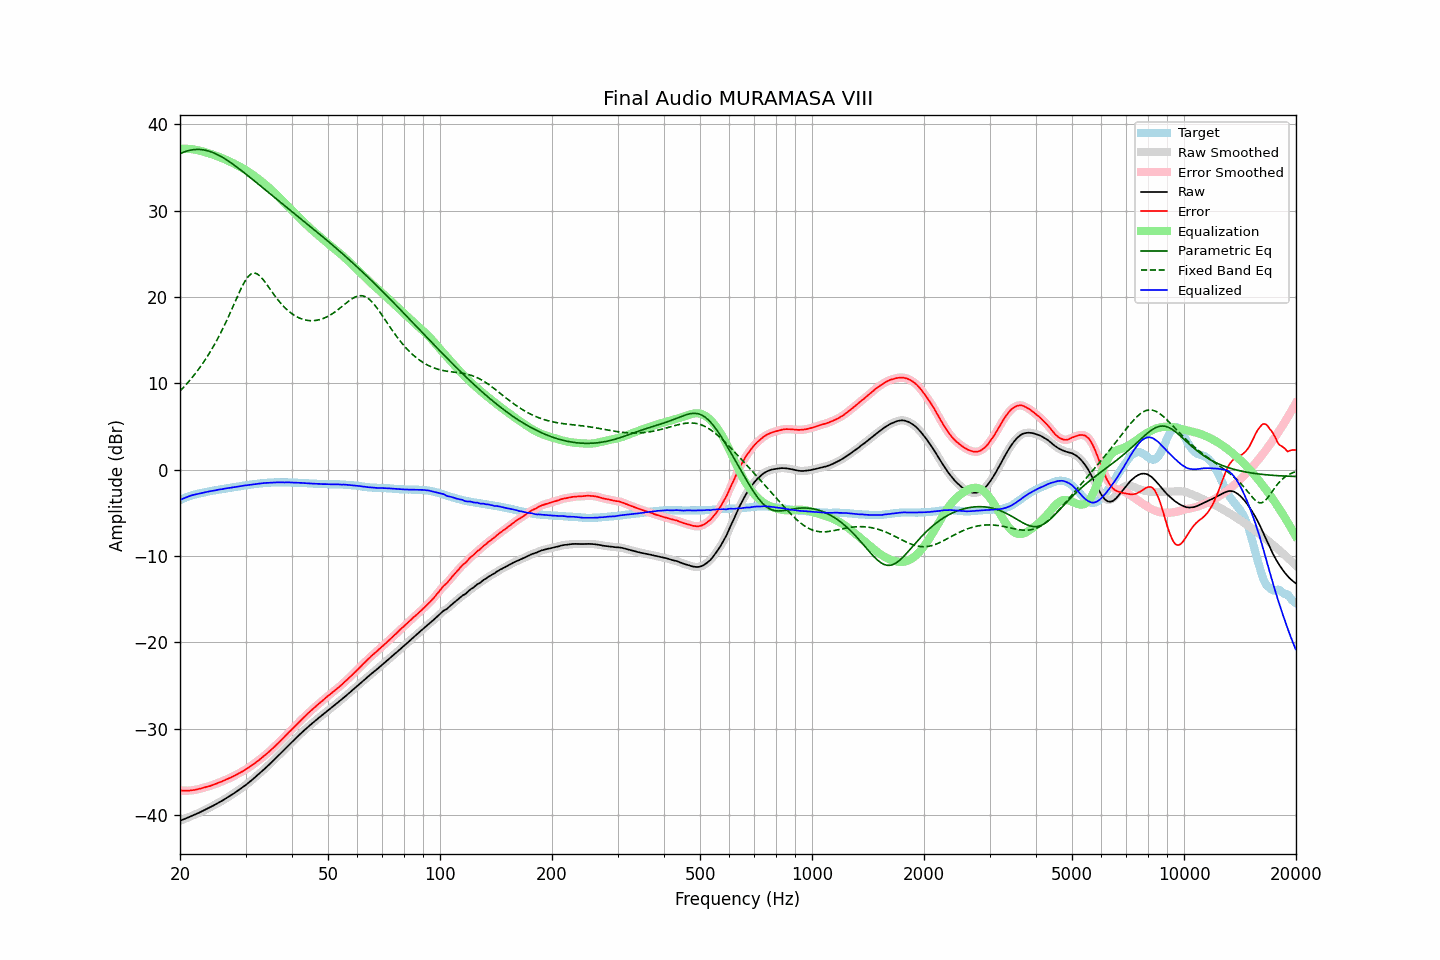 Final Audio MURAMASA VIII
Target
Raw Smoothed
Error Smoothed
Raw
Error
Equalization
Parametric Eq
Fixed Band Eq
Equalized
Amplitude (dBr)
40
30
20
10
0
−10
−20
−30
−40
20 50 100 200 500 1000 2000 5000 10000 20000
Frequency (Hz)